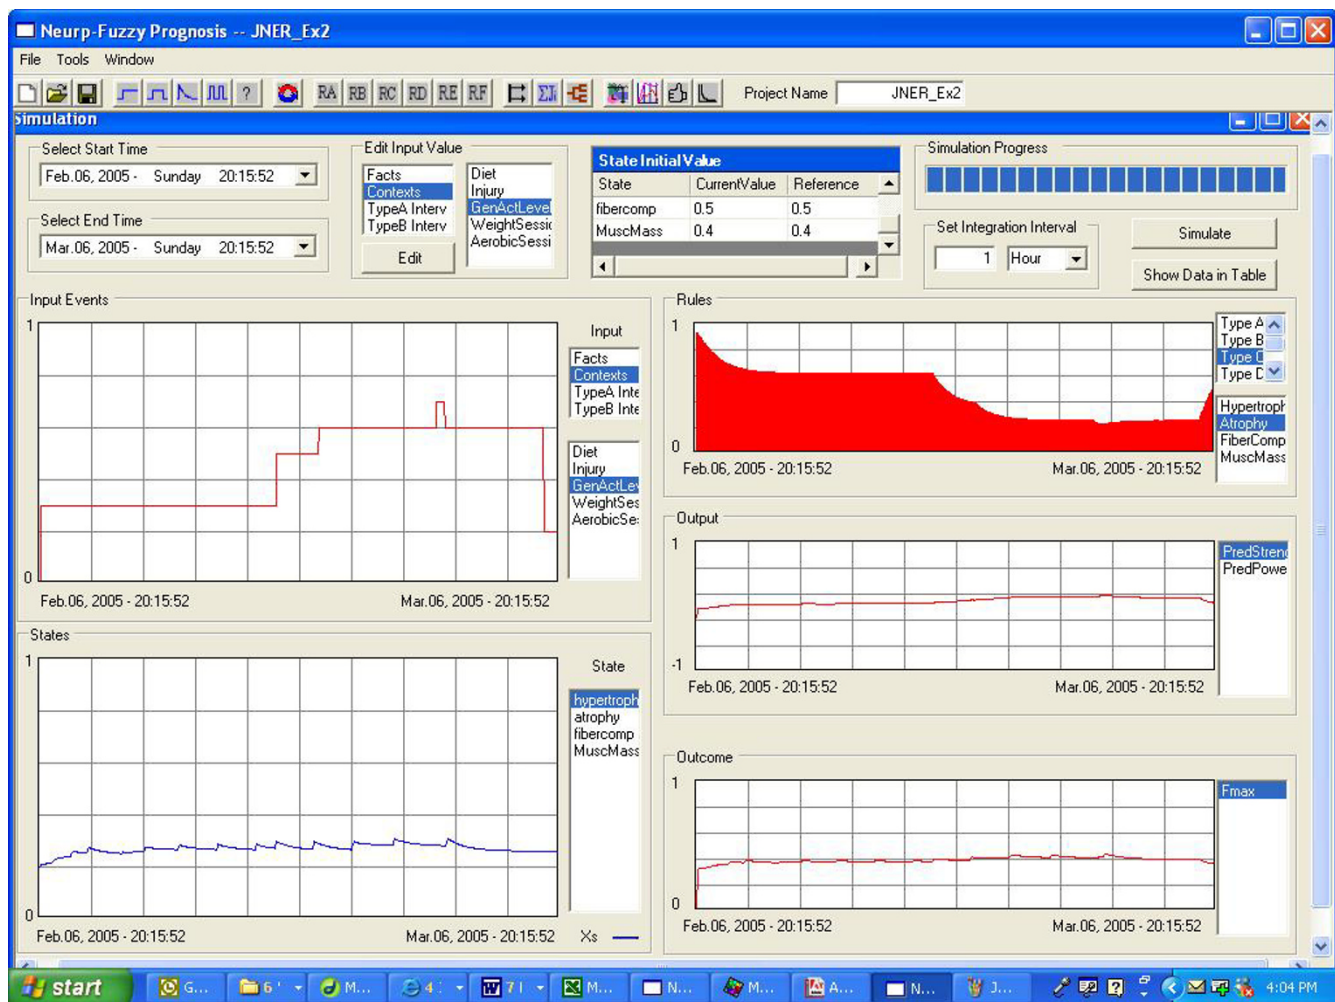 Neurp-Fuzzy Prognosis -- JNER_Ex2
File Tools Window
? RA RB RC RD RE RF Project Name JNER_Ex2
Simulation
Select Start Time
Feb.06, 2005 - Sunday 20:15:52
Select End Time
Mar.06, 2005 - Sunday 20:15:52
Edit Input Value
Facts
Contexts
TypeA Interv
TypeB Interv
Edit
Diet
Injury
GenActLevel
WeightSessic
AerobicSessi
State Initial Value
State CurrentValue Reference
fibercomp 0.5 0.5
MuscMass 0.4 0.4
Simulation Progress
Set Integration Interval
1 Hour
Simulate
Show Data in Table
Input Events
1
0
Feb.06, 2005 - 20:15:52 Mar.06, 2005 - 20:15:52
Input
Facts
Contexts
TypeA Inte
TypeB Inte
Diet
Injury
GenActLev
WeightSes
AerobicSe:
Rules
1
0
Feb.06, 2005 - 20:15:52 Mar.06, 2005 - 20:15:52
Type A
Type B
Type C
Type D
Hypertroph
Atrophy
FiberComp
MuscMass
Output
1
-1
Feb.06, 2005 - 20:15:52 Mar.06, 2005 - 20:15:52
PredStreng
PredPowe
States
1
0
Feb.06, 2005 - 20:15:52 Mar.06, 2005 - 20:15:52 Xs
State
hypertroph
atrophy
fibercomp
MuscMass
Outcome
1
0
Feb.06, 2005 - 20:15:52 Mar.06, 2005 - 20:15:52
Fmax
start G... 6 ' M... 4 : 7 I M... N... M... A... N... J... 4:04 PM